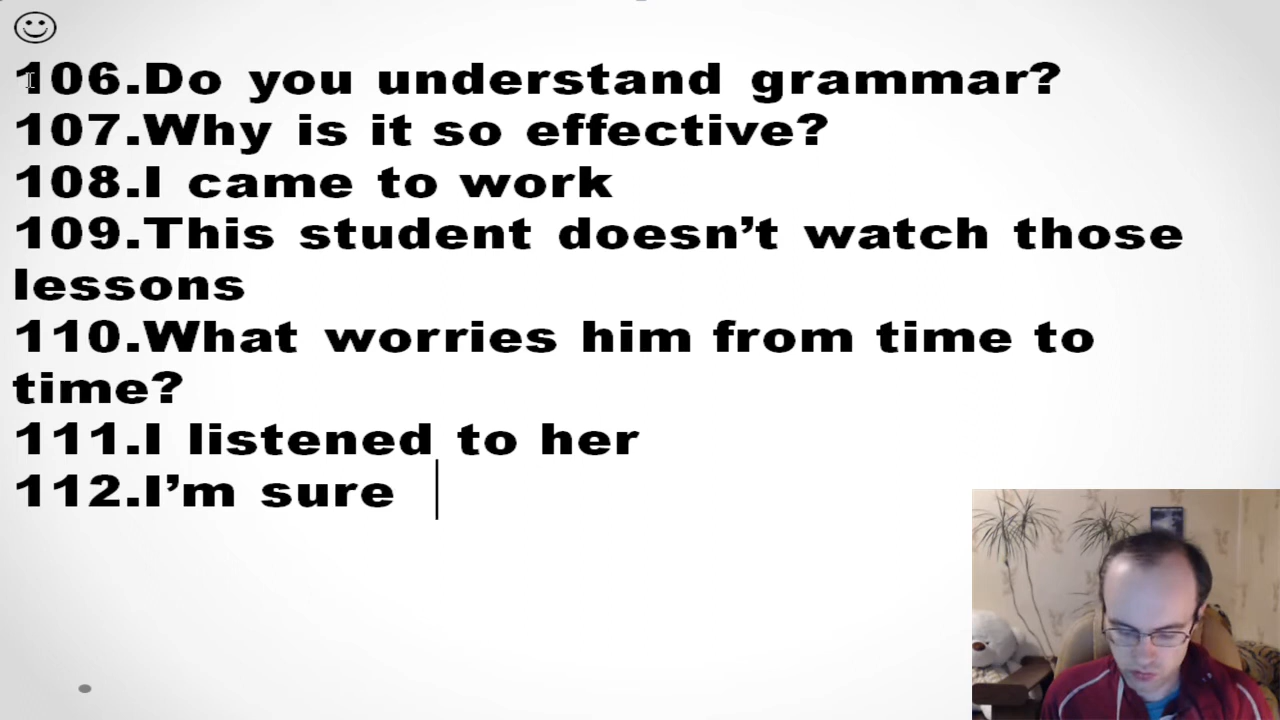 106.Do you understand grammar?
107.Why is it so effective?
108.I came to work
109.This student doesn’t watch those
lessons
110.What worries him from time to
time?
111.I listened to her
112.I’m sure